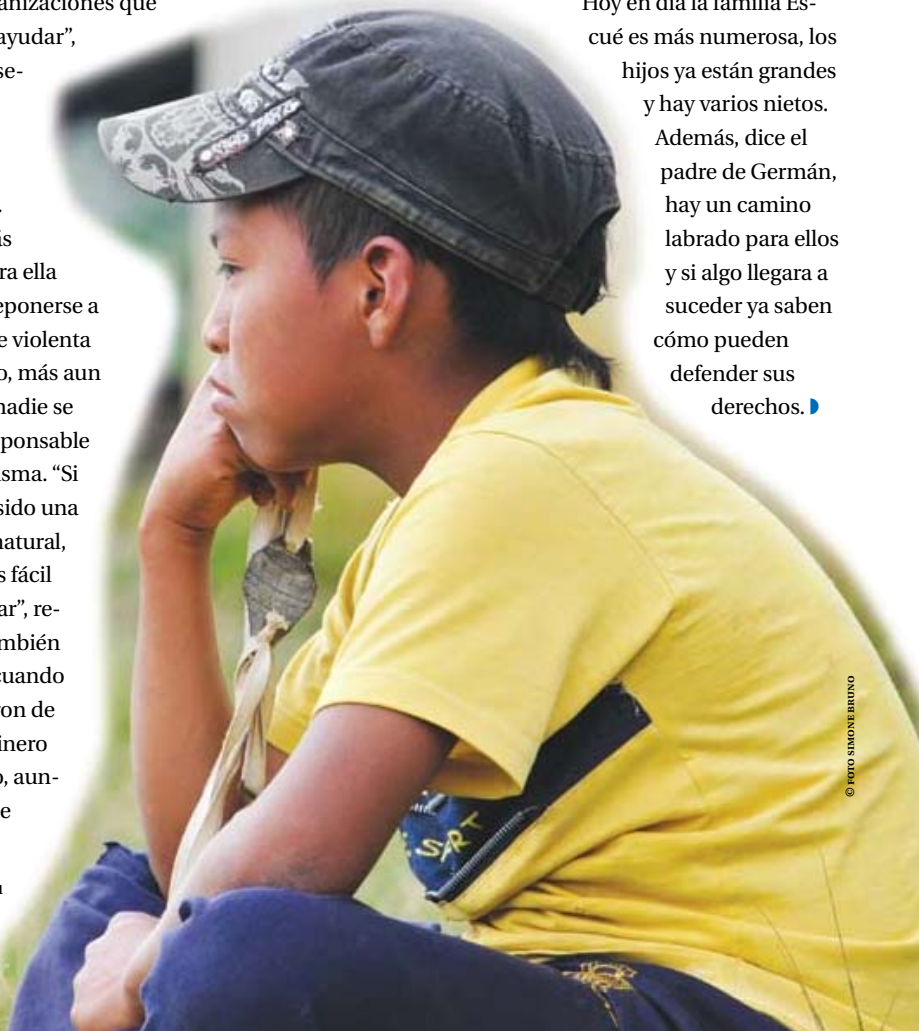 anizaciones que
ayudar”,
se-
ra ella
eponerse a
e violenta
o, más aun
nadie se
ponsable
sma. “Si
sido una
natural,
s fácil
ar”, re-
mbién
cuando
on de
inero
o, aun-
e
Hoy en día la familia Es-
cué es más numerosa, los
hijos ya están grandes
y hay varios nietos.
Además, dice el
padre de Germán,
hay un camino
labrado para ellos
y si algo llegara a
suceder ya saben
cómo pueden
defender sus
derechos.
© FOTO SIMONE BRUNO